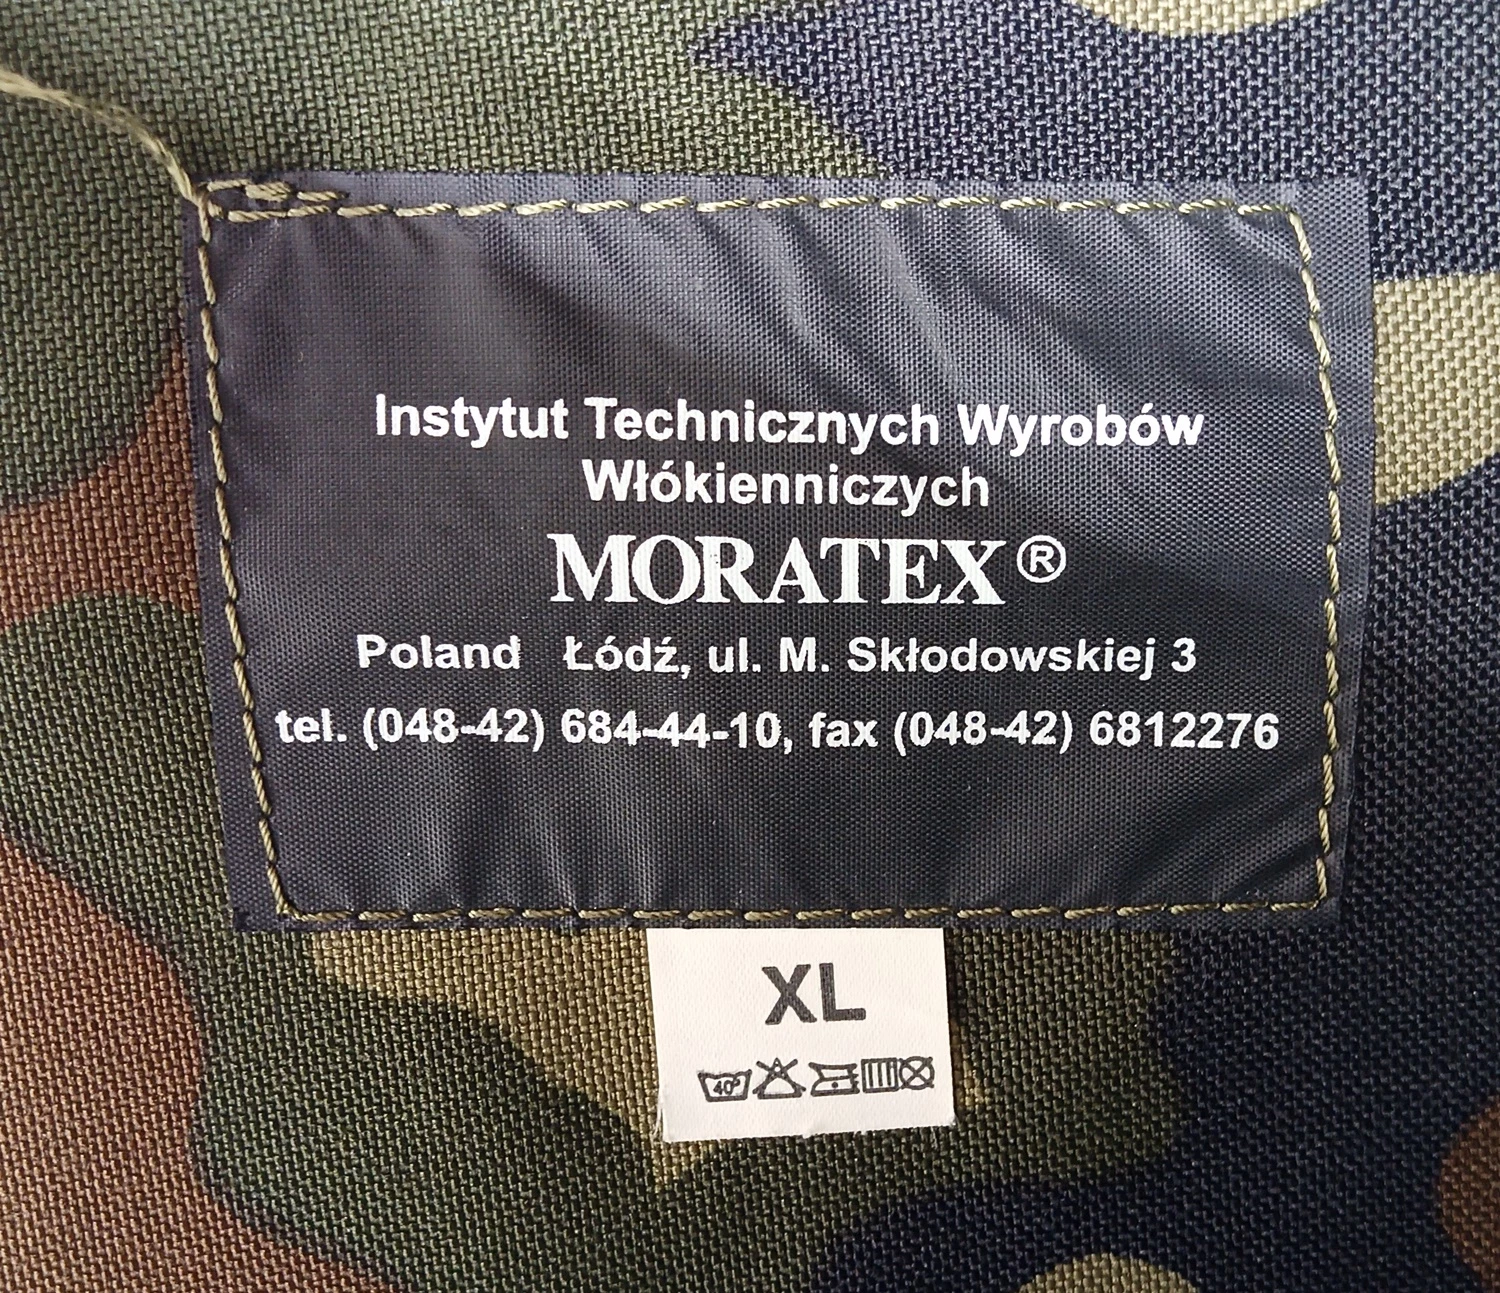 Instytut Technicznych Wyrobów
Włókienniczych
MORATEX®
Poland Łódź, ul. M. Skłodowskiej 3
tel. (048-42) 684-44-10, fax (048-42) 6812276
XL
40°